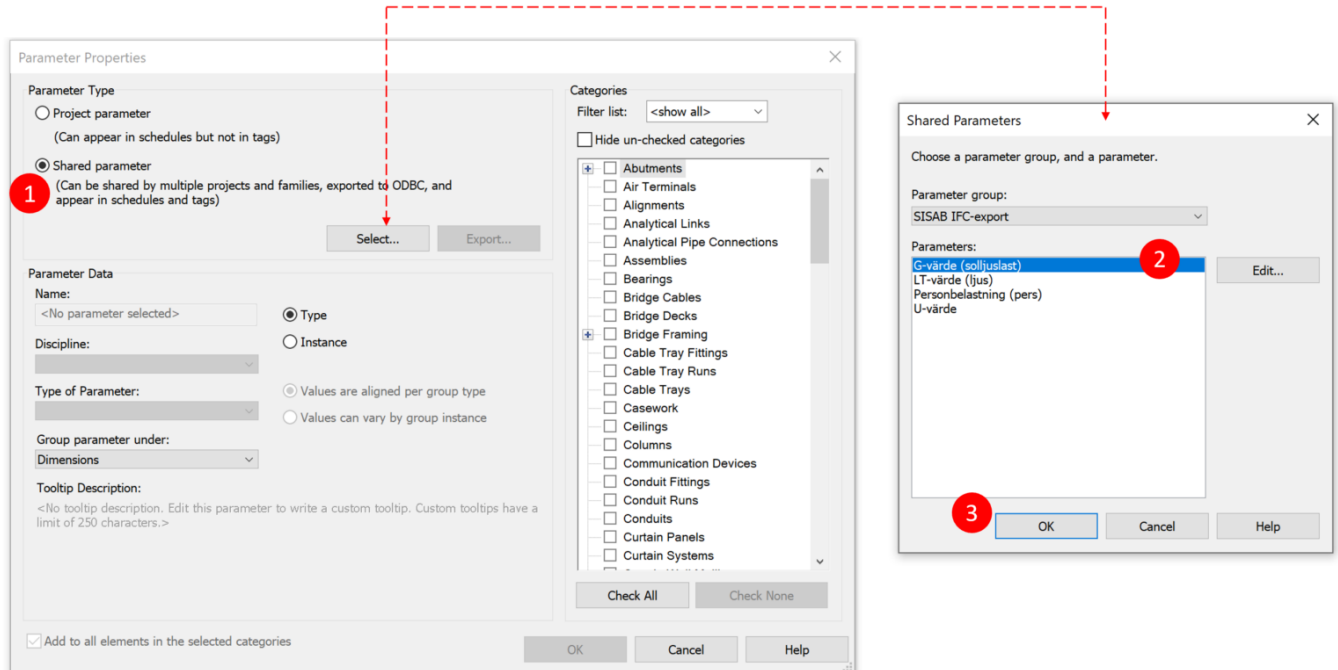 Parameter Properties
Parameter Type
Project parameter
(Can appear in schedules but not in tags)
Shared parameter
1
(Can be shared by multiple projects and families, exported to ODBC, and
appear in schedules and tags)
Select...
Export...
Parameter Data
Name:
<No parameter selected>
Type
Discipline:
Instance
Type of Parameter:
Values are aligned per group type
Values can vary by group instance
Group parameter under:
Dimensions
Tooltip Description:
<No tooltip description. Edit this parameter to write a custom tooltip. Custom tooltips have a
limit of 250 characters.>
Categories
Filter list:
<show all>
Hide un-checked categories
Abutments
Air Terminals
Alignments
Analytical Links
Analytical Pipe Connections
Assemblies
Bearings
Bridge Cables
Bridge Decks
Bridge Framing
Cable Tray Fittings
Cable Tray Runs
Cable Trays
Casework
Ceilings
Columns
Communication Devices
Conduit Fittings
Conduit Runs
Conduits
Curtain Panels
Curtain Systems
Check All
Check None
Add to all elements in the selected categories
OK
Cancel
Help
Shared Parameters
Choose a parameter group, and a parameter.
Parameter group:
SISAB IFC-export
Parameters:
G-värde (solljuslast)
2
LT-värde (ljus)
Personbelastning (pers)
U-värde
Edit...
3
OK
Cancel
Help